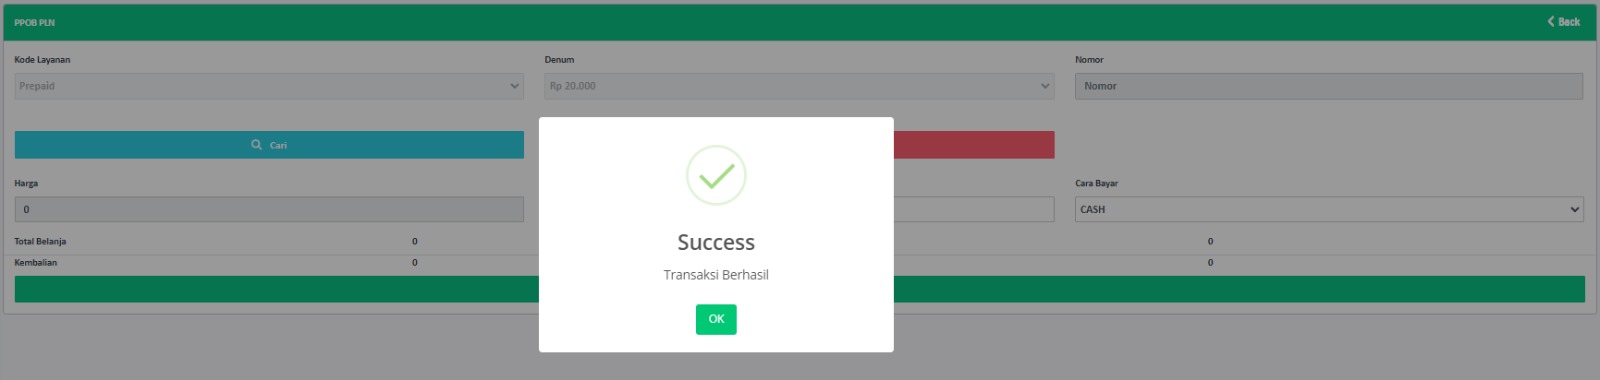 PPOB PLN
Back
Kode Layanan
Denum
Nomor
Prepaid
Rp 20.000
Nomor
Cari
Harga
Cara Bayar
0
CASH
Total Belanja 0 0
Kembalian 0 0
Success
Transaksi Berhasil
OK